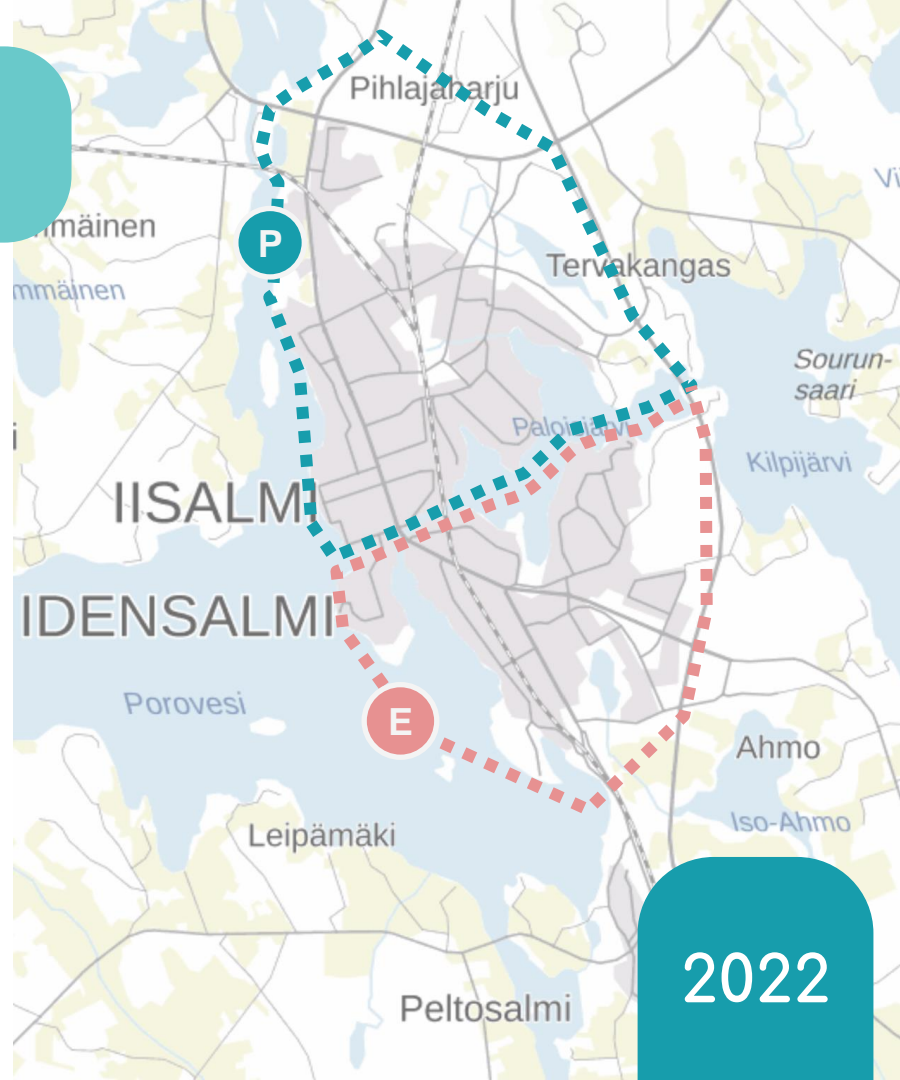 Pihlajaharju
mmäinen
P
Tervakangas
mmäinen
Sourun-
saari
Paloisjärvi
Kilpijärvi
IISALMI
IDENSALMI
Porovesi
E
Ahmo
Iso-Ahmo
Leipämäki
2022
Peltosalmi